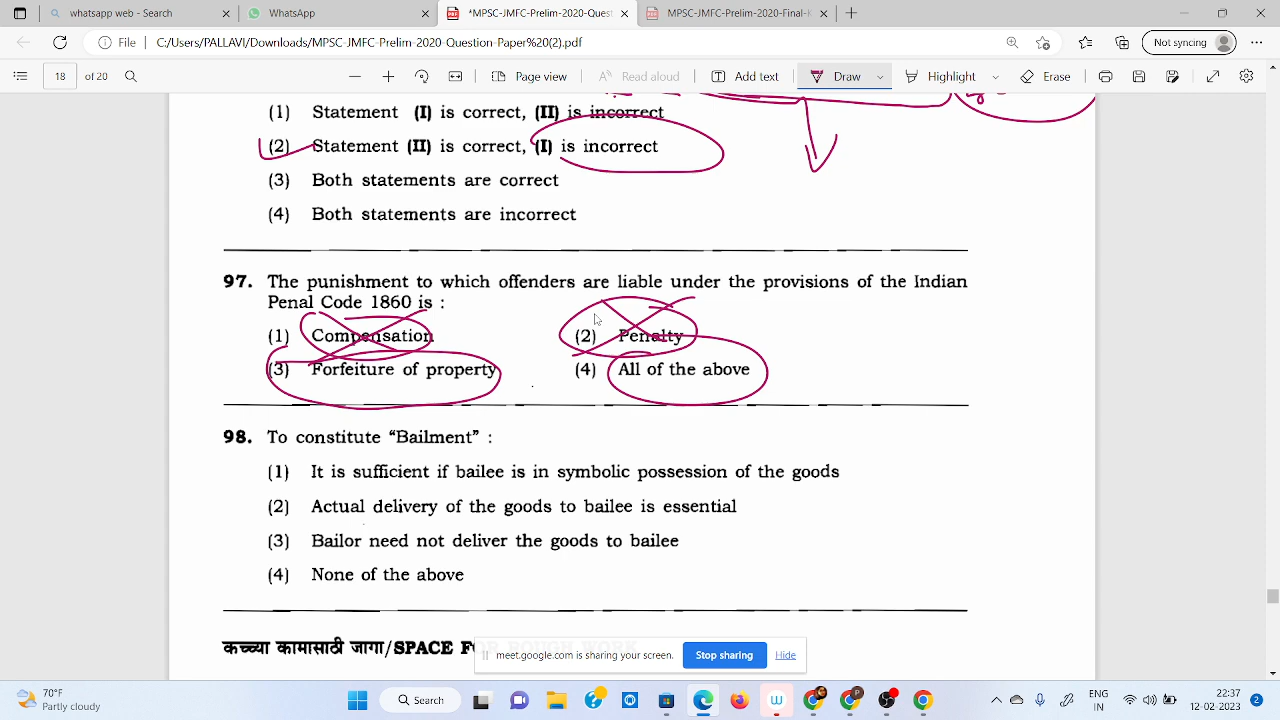 whatsapp web - Search
WhatsApp
*MPSC-JMFC-Prelim-2020-Quest
MPSC-JMFC-Prelim-2020-Final-K
File
C:/Users/PALLAVI/Downloads/MPSC-JMFC-Prelim-2020-Question-Paper%20(2).pdf
Not syncing
18 of 20
Page view
Read aloud
Add text
Draw
Highlight
Erase
(1) Statement (I) is correct, (II) is incorrect
(2) Statement (II) is correct, (I) is incorrect
(3) Both statements are correct
(4) Both statements are incorrect
97. The punishment to which offenders are liable under the provisions of the Indian
Penal Code 1860 is :
(1) Compensation (2) Penalty
(3) Forfeiture of property (4) All of the above
98. To constitute “Bailment” :
(1) It is sufficient if bailee is in symbolic possession of the goods
(2) Actual delivery of the goods to bailee is essential
(3) Bailor need not deliver the goods to bailee
(4) None of the above
कच्च्या कामासाठी जागा/SPACE FOR ROUGH WORK
meet.google.com is sharing your screen. Stop sharing Hide
70°F
Partly cloudy
Search
ENG
IN
22:37
12-02-2023
2